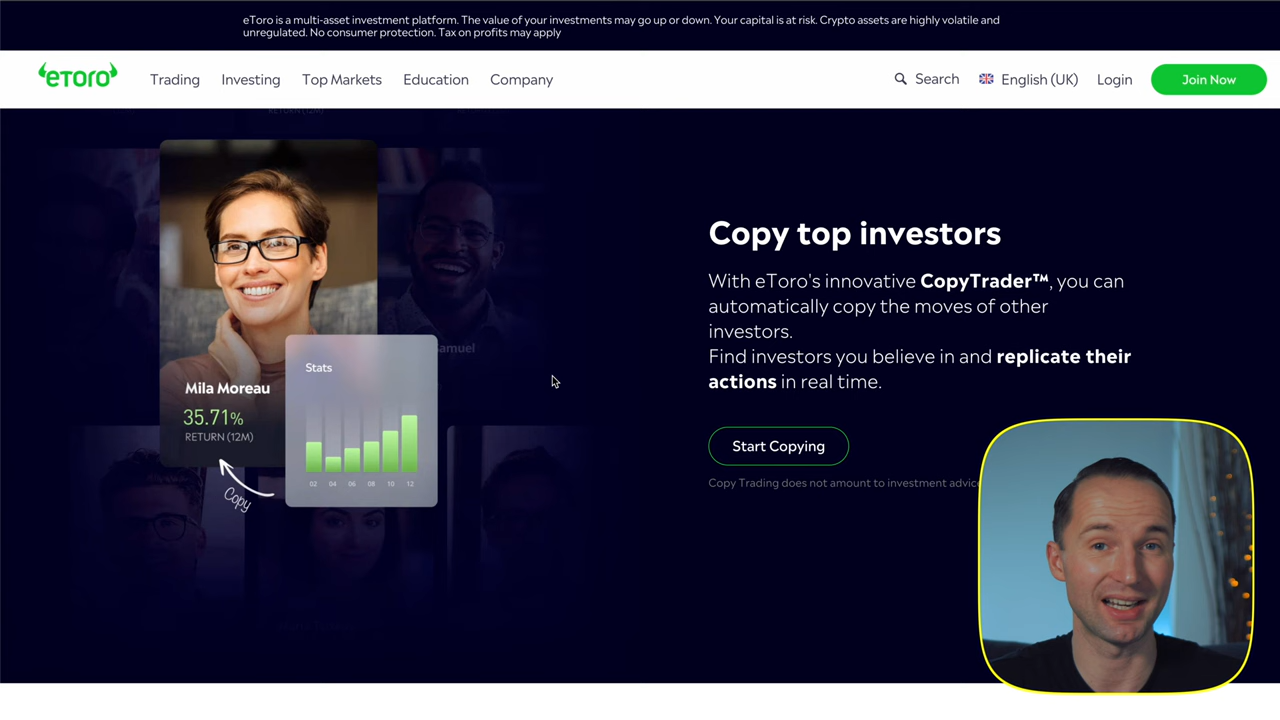 eToro is a multi-asset investment platform. The value of your investments may go up or down. Your capital is at risk. Crypto assets are highly volatile and
unregulated. No consumer protection. Tax on profits may apply
eToro
Trading
Investing
Top Markets
Education
Company
Search
English (UK)
Login
Join Now
RETURN (12M)
Copy top investors
With eToro's innovative CopyTrader™, you can
automatically copy the moves of other
investors.
Find investors you believe in and replicate their
actions in real time.
Start Copying
Copy Trading does not amount to investment advice
amuel
Stats
Mila Moreau
35.71%
RETURN (12M)
02 04 06 08 10 12
Copy